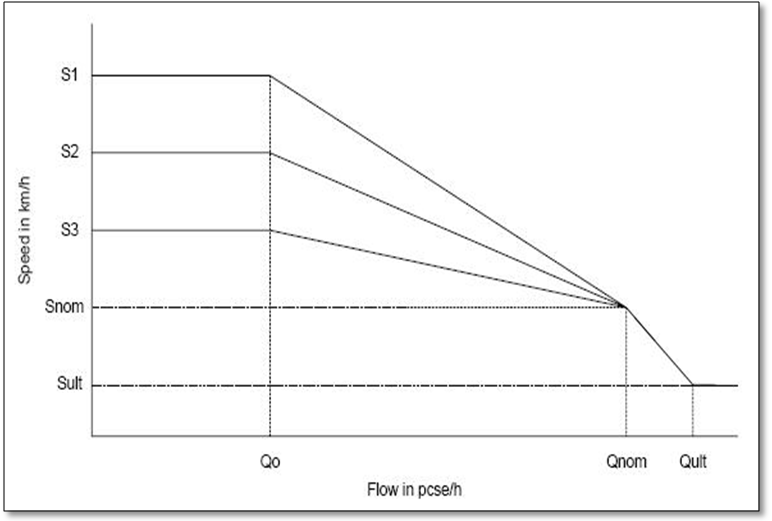 S1
S2
S3
Snom
Sult
Speed in km/h
Qo
Qnom
Qult
Flow in pcse/h